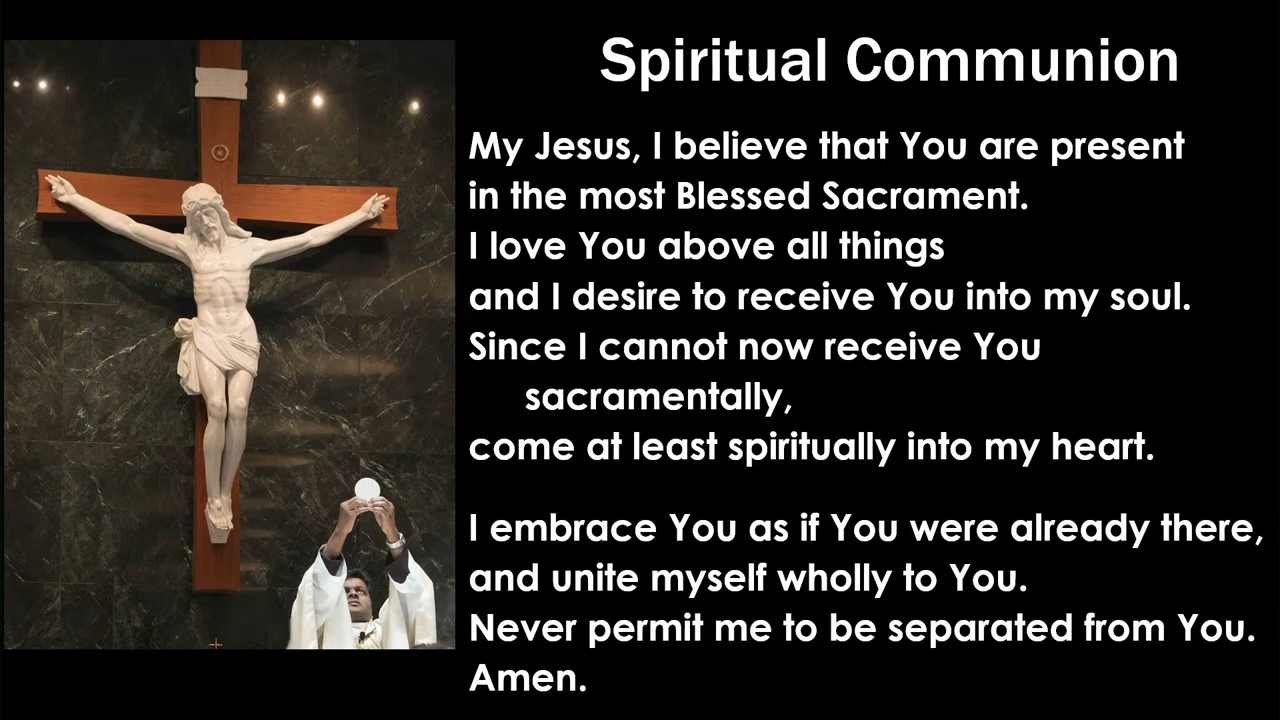 Spiritual Communion
My Jesus, I believe that You are present
in the most Blessed Sacrament.
I love You above all things
and I desire to receive You into my soul.
Since I cannot now receive You
sacramentally,
come at least spiritually into my heart.
I embrace You as if You were already there,
and unite myself wholly to You.
Never permit me to be separated from You.
Amen.